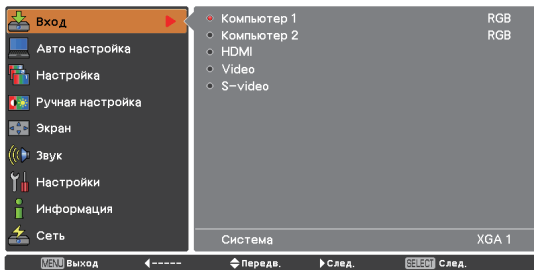 Вход
Авто настройка
Настройка
Ручная настройка
Экран
Звук
Настройки
Информация
Сеть
Компьютер 1 RGB
Компьютер 2 RGB
HDMI
Video
S-video
Система XGA 1
MENU Выход ----- Передв. След. SELECT След.